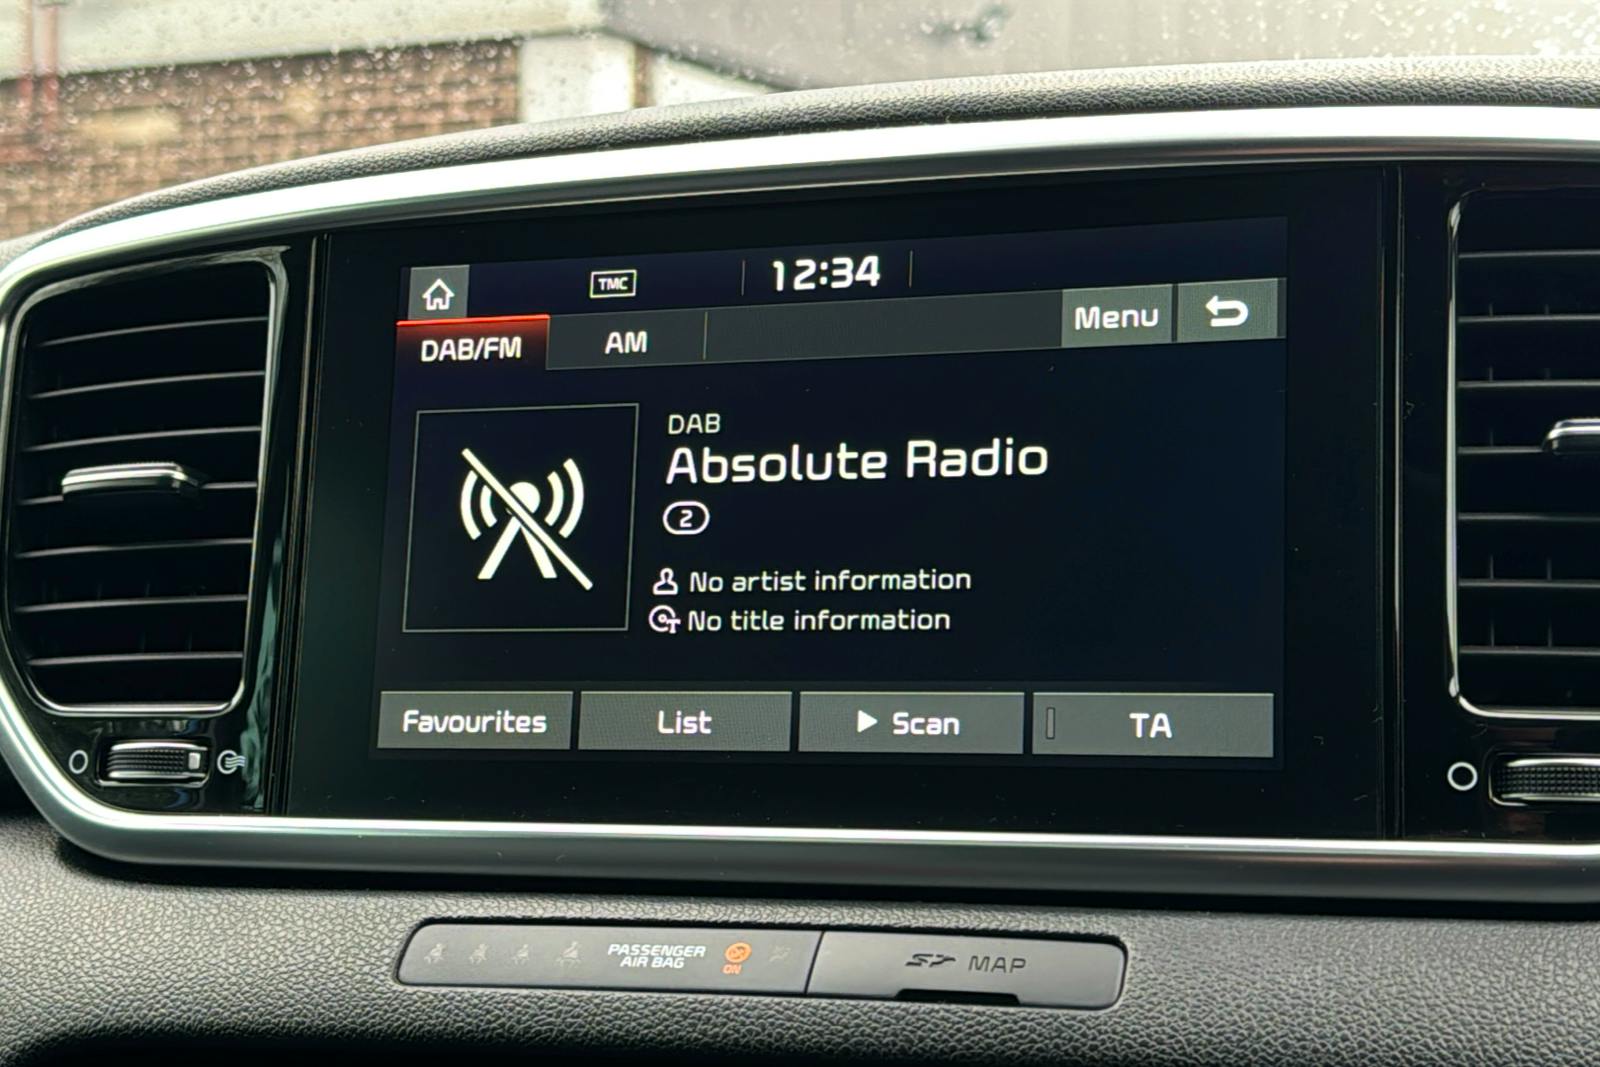 TMC
12:34
DAB/FM
AM
Menu
DAB
Absolute Radio
2
No artist information
No title information
Favourites
List
Scan
TA
PASSENGER
AIR BAG
ON
SD MAP